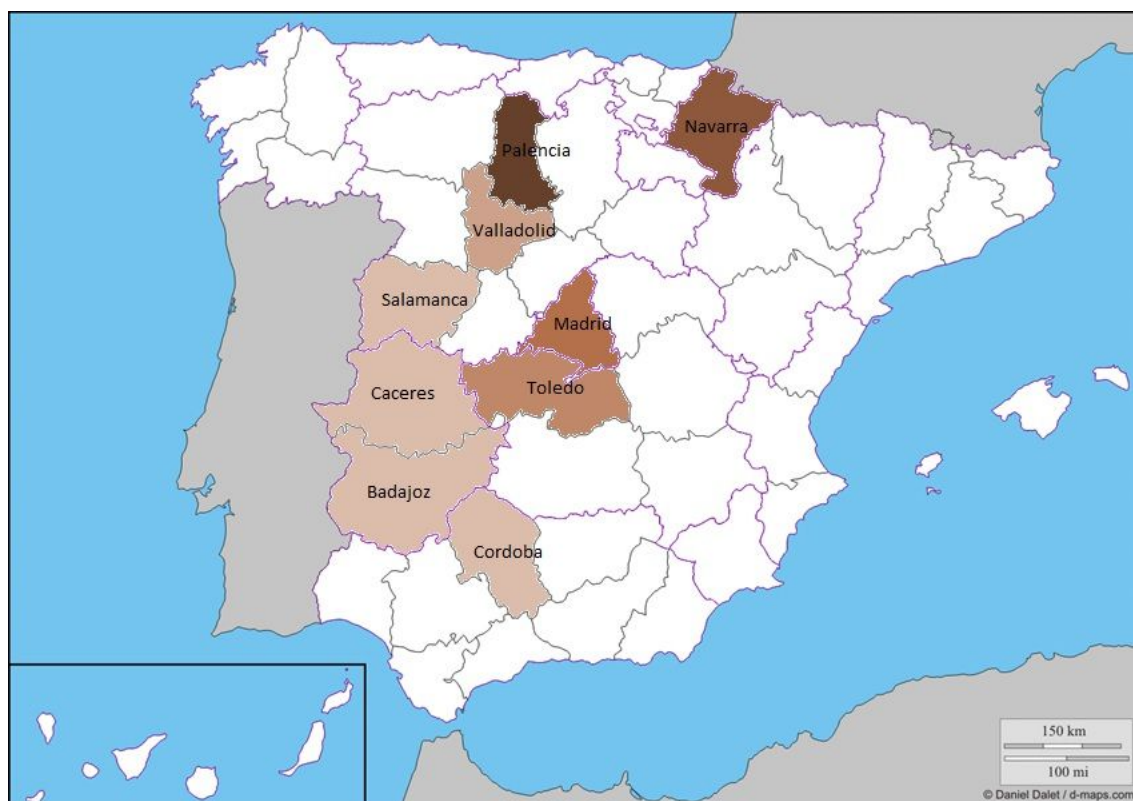 Navarra
Palencia
Valladolid
Salamanca
Madrid
Toledo
Caceres
Badajoz
Cordoba
150 km
100 mi
© Daniel Dalet / d-maps.com